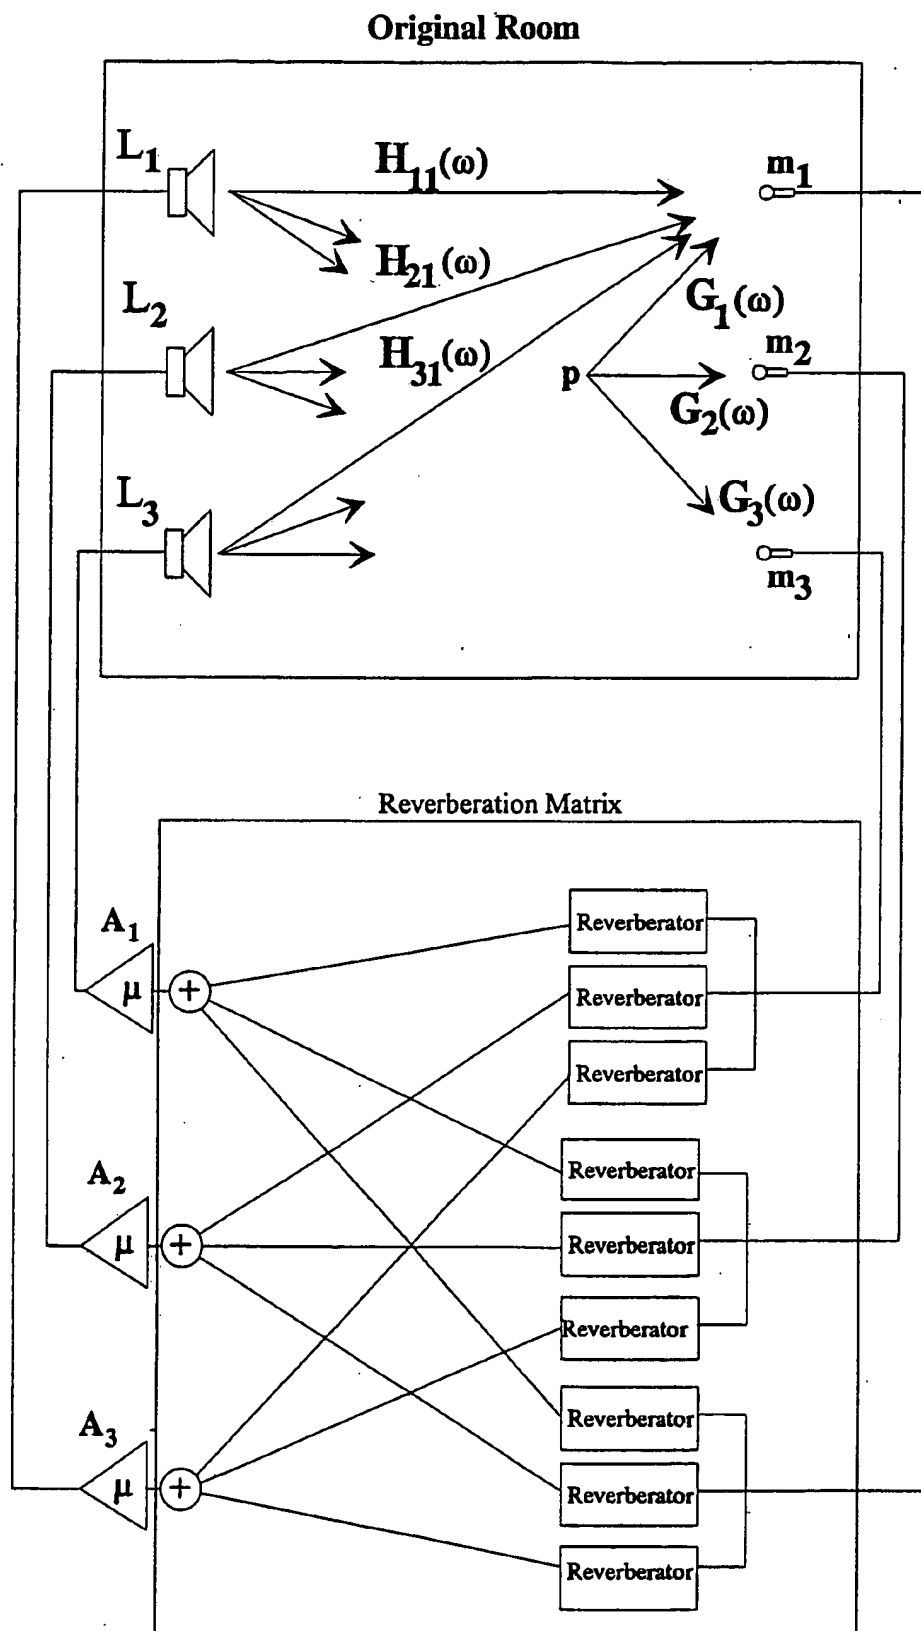 Original Room
L1
H11(ω)
m1
H21(ω)
L2
G1(ω)
H31(ω)
m2
p
G2(ω)
L3
G3(ω)
m3
Reverberation Matrix
A1
μ
+
Reverberator
Reverberator
Reverberator
A2
μ
+
Reverberator
Reverberator
Reverberator
A3
μ
+
Reverberator
Reverberator
Reverberator